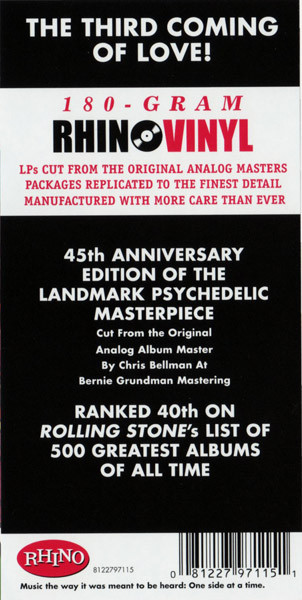 THE THIRD COMING
OF LOVE!
180-GRAM
RHINO VINYL
LPs CUT FROM THE ORIGINAL ANALOG MASTERS
PACKAGES REPLICATED TO THE FINEST DETAIL
MANUFACTURED WITH MORE CARE THAN EVER
45th ANNIVERSARY
EDITION OF THE
LANDMARK PSYCHEDELIC
MASTERPIECE
Cut From the Original
Analog Album Master
By Chris Bellman At
Bernie Grundman Mastering
RANKED 40th ON
ROLLING STONE's LIST OF
500 GREATEST ALBUMS
OF ALL TIME
RHINO
8122797115
0 81227 97115 1
Music the way it was meant to be heard: One side at a time.